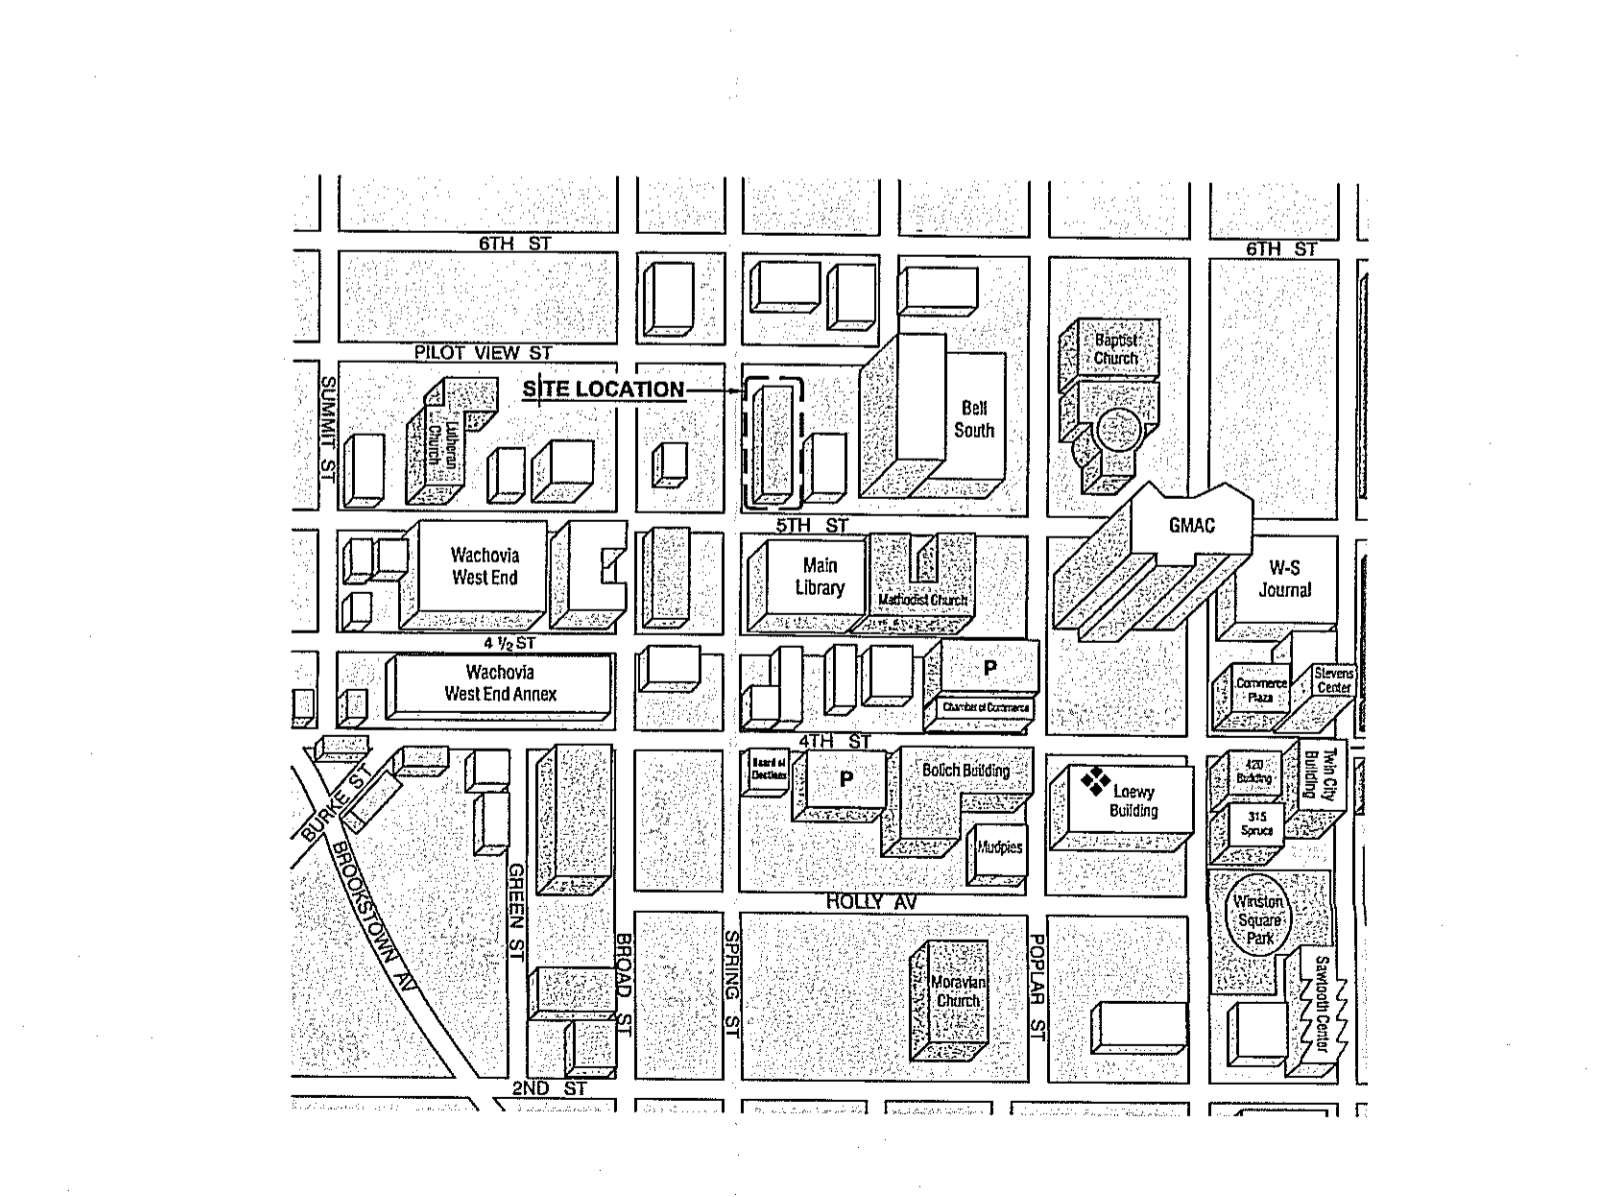 6TH ST
6TH ST
PILOT VIEW ST
SUMMIT ST
SITE LOCATION
Lutheran
Church
Bell
South
Baptist
Church
5TH ST
GMAC
Wachovia
West End
Main
Library
Methodist Church
W-S
Journal
4 ½ ST
Wachovia
West End Annex
P
Chamber of Commerce
Commerce
Plaza
Stevens
Center
4TH ST
BURKE ST
Board of
Elections
P
Bolich Building
Loewy
Building
420
Building
Twin City
Building
315
Spruce
Mudpies
BROOKSTOWN AV
GREEN ST
HOLLY AV
Winston
Square
Park
BROAD ST
SPRING ST
POPLAR ST
Moravian
Church
Sawtooth Center
2ND ST